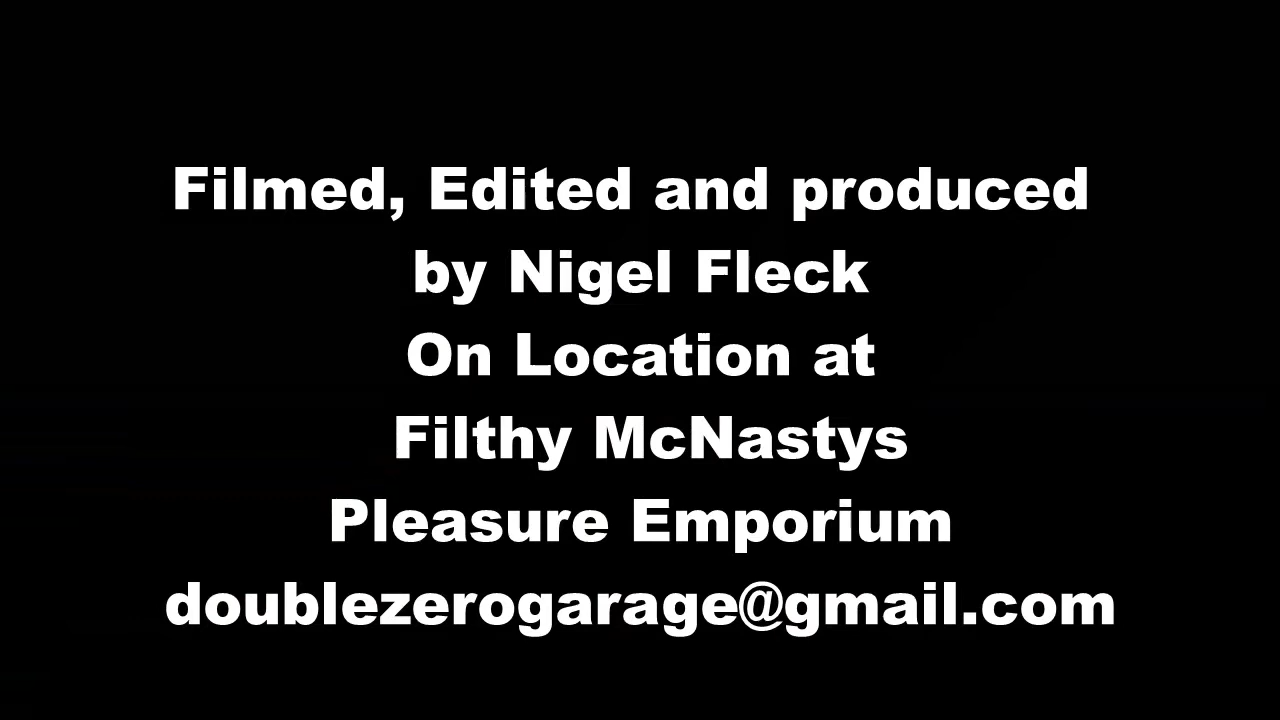 Filmed, Edited and produced
by Nigel Fleck
On Location at
Filthy McNastys
Pleasure Emporium
doublezerogarage@gmail.com